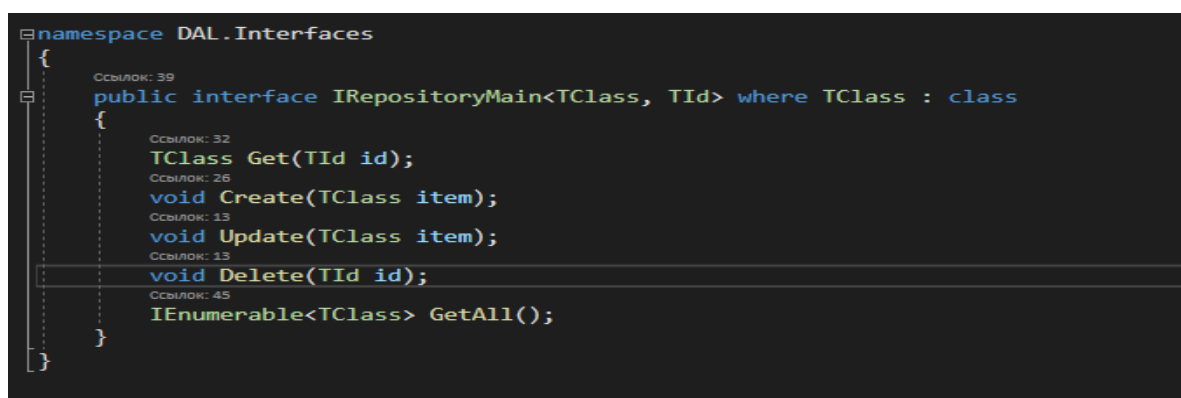 namespace DAL.Interfaces
{
Ссылок: 39
public interface IRepositoryMain<TClass, TId> where TClass : class
{
Ссылок: 32
TClass Get(TId id);
Ссылок: 26
void Create(TClass item);
Ссылок: 13
void Update(TClass item);
Ссылок: 13
void Delete(TId id);
Ссылок: 45
IEnumerable<TClass> GetAll();
}
}